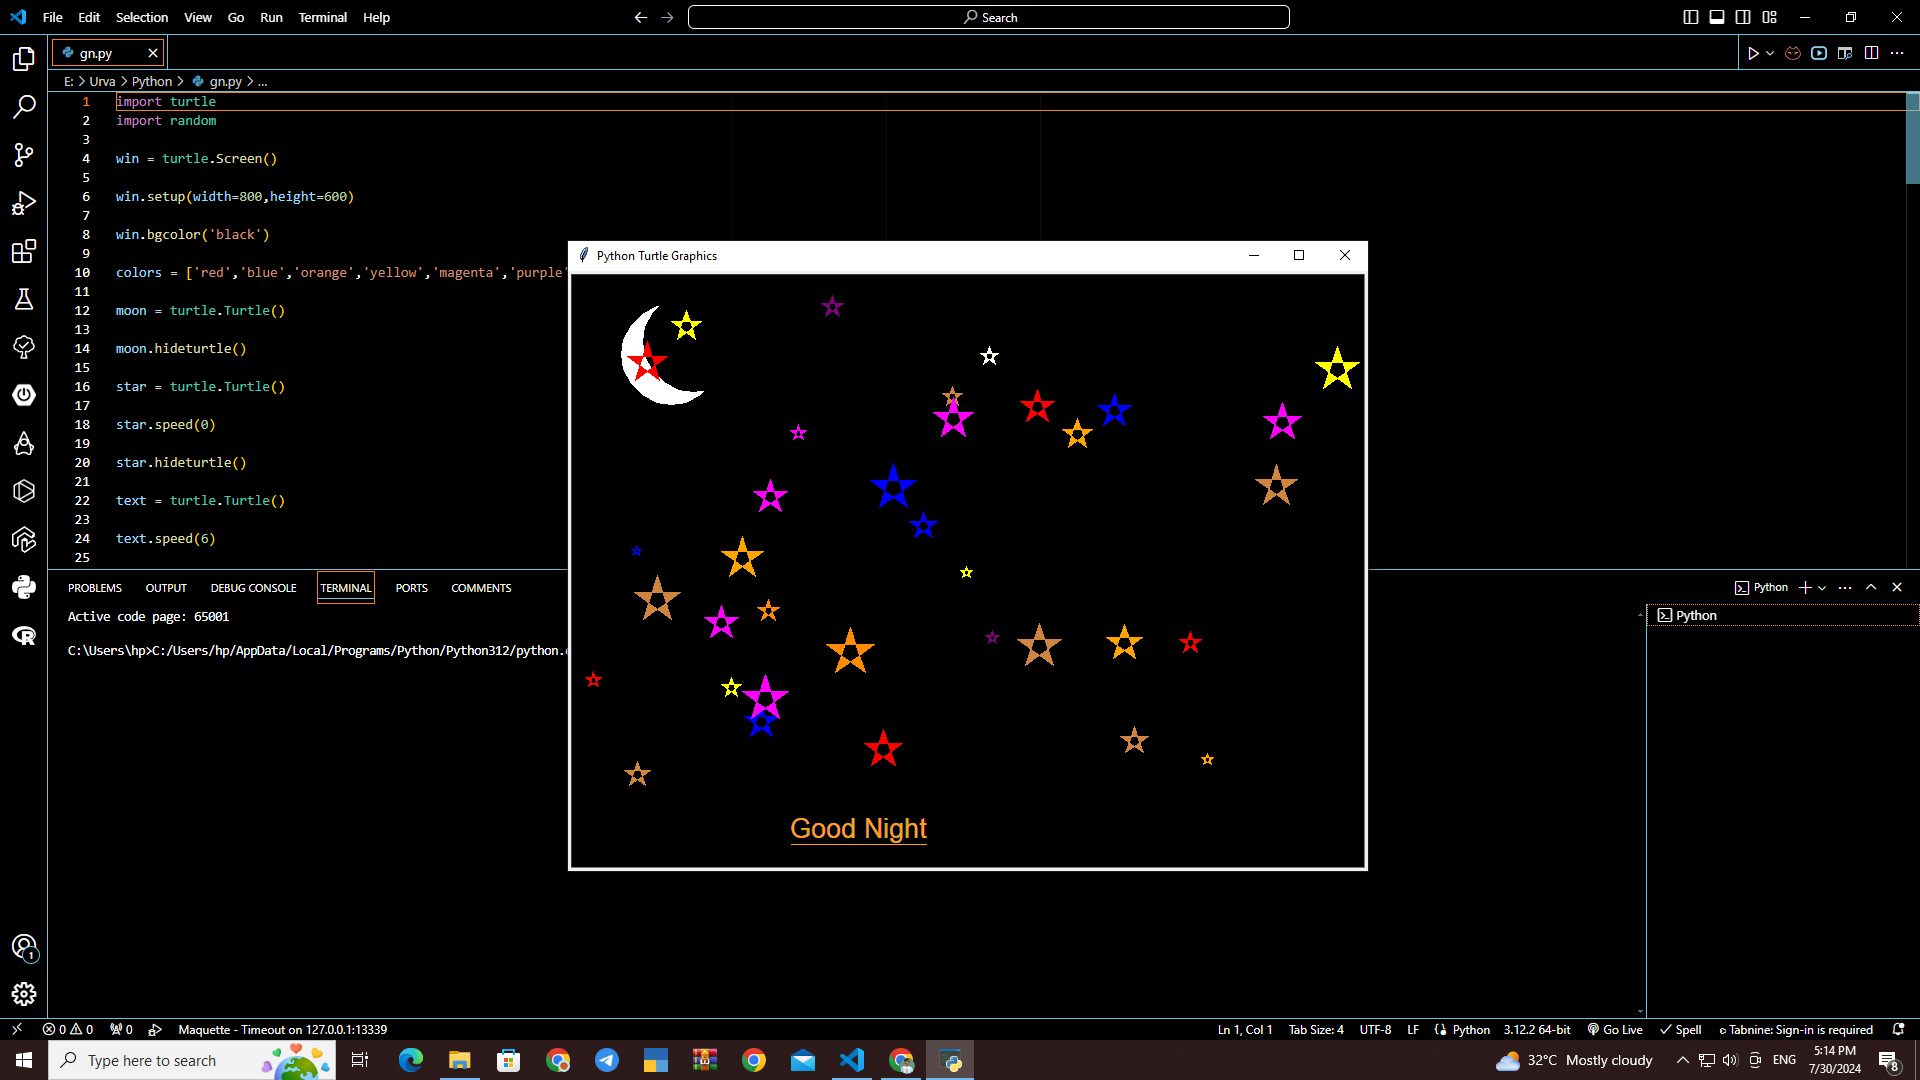 File Edit Selection View Go Run Terminal Help
Search
gn.py
E: > Urva > Python > gn.py > ...
1 import turtle
2 import random
3
4 win = turtle.Screen()
5
6 win.setup(width=800,height=600)
7
8 win.bgcolor('black')
9
10 colors = ['red','blue','orange','yellow','magenta','purple'
11
12 moon = turtle.Turtle()
13
14 moon.hideturtle()
15
16 star = turtle.Turtle()
17
18 star.speed(0)
19
20 star.hideturtle()
21
22 text = turtle.Turtle()
23
24 text.speed(6)
25
Python Turtle Graphics
Good Night
PROBLEMS OUTPUT DEBUG CONSOLE TERMINAL PORTS COMMENTS
Python
Active code page: 65001
Python
C:\Users\hp>C:/Users/hp/AppData/Local/Programs/Python/Python312/python.e
1
0 0 0 Maquette - Timeout on 127.0.0.1:13339 Ln 1, Col 1 Tab Size: 4 UTF-8 LF Python 3.12.2 64-bit Go Live Spell Tabnine: Sign-in is required
Type here to search
32°C Mostly cloudy
ENG
5:14 PM
7/30/2024
8